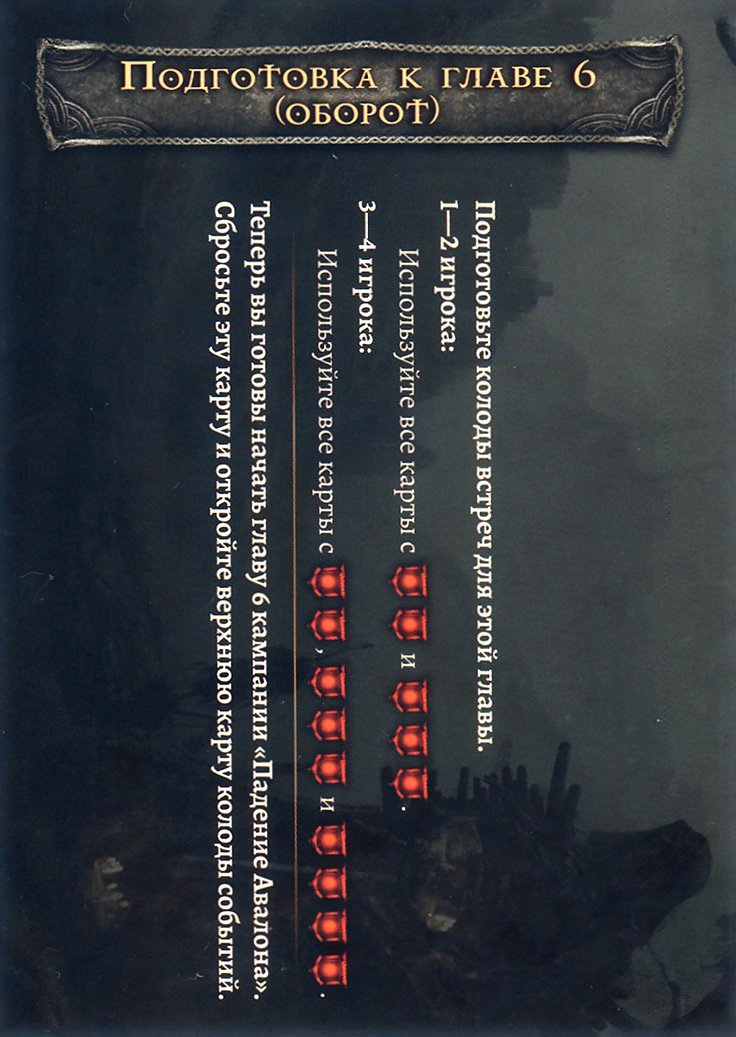 Подготовка к главе 6
(оборот)
Подготовьте колоды встреч для этой главы.
1—2 игрока:
Используйте все карты с и .
3—4 игрока:
Используйте все карты с , и .
Теперь вы готовы начать главу 6 кампании «Падение Авалона».
Сбросьте эту карту и откройте верхнюю карту колоды событий.